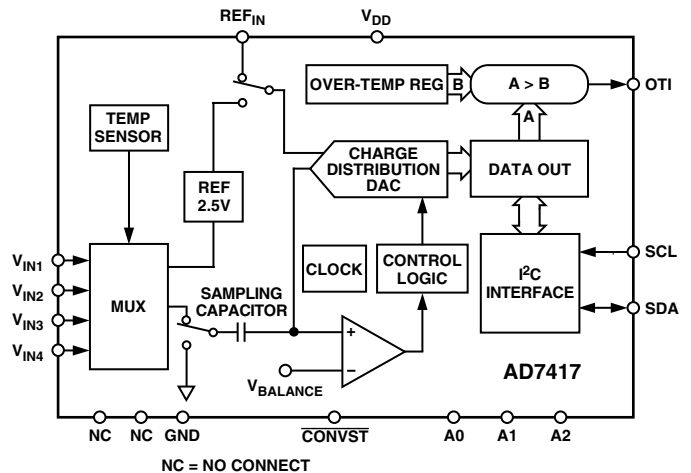 REF_IN
V_DD
OVER-TEMP REG
B
A > B
OTI
A
TEMP
SENSOR
REF
2.5V
CHARGE
DISTRIBUTION
DAC
DATA OUT
V_IN1
V_IN2
V_IN3
V_IN4
MUX
SAMPLING
CAPACITOR
CLOCK
CONTROL
LOGIC
I²C
INTERFACE
SCL
SDA
+
–
V_BALANCE
AD7417
NC
NC
GND
CONVST
A0
A1
A2
NC = NO CONNECT